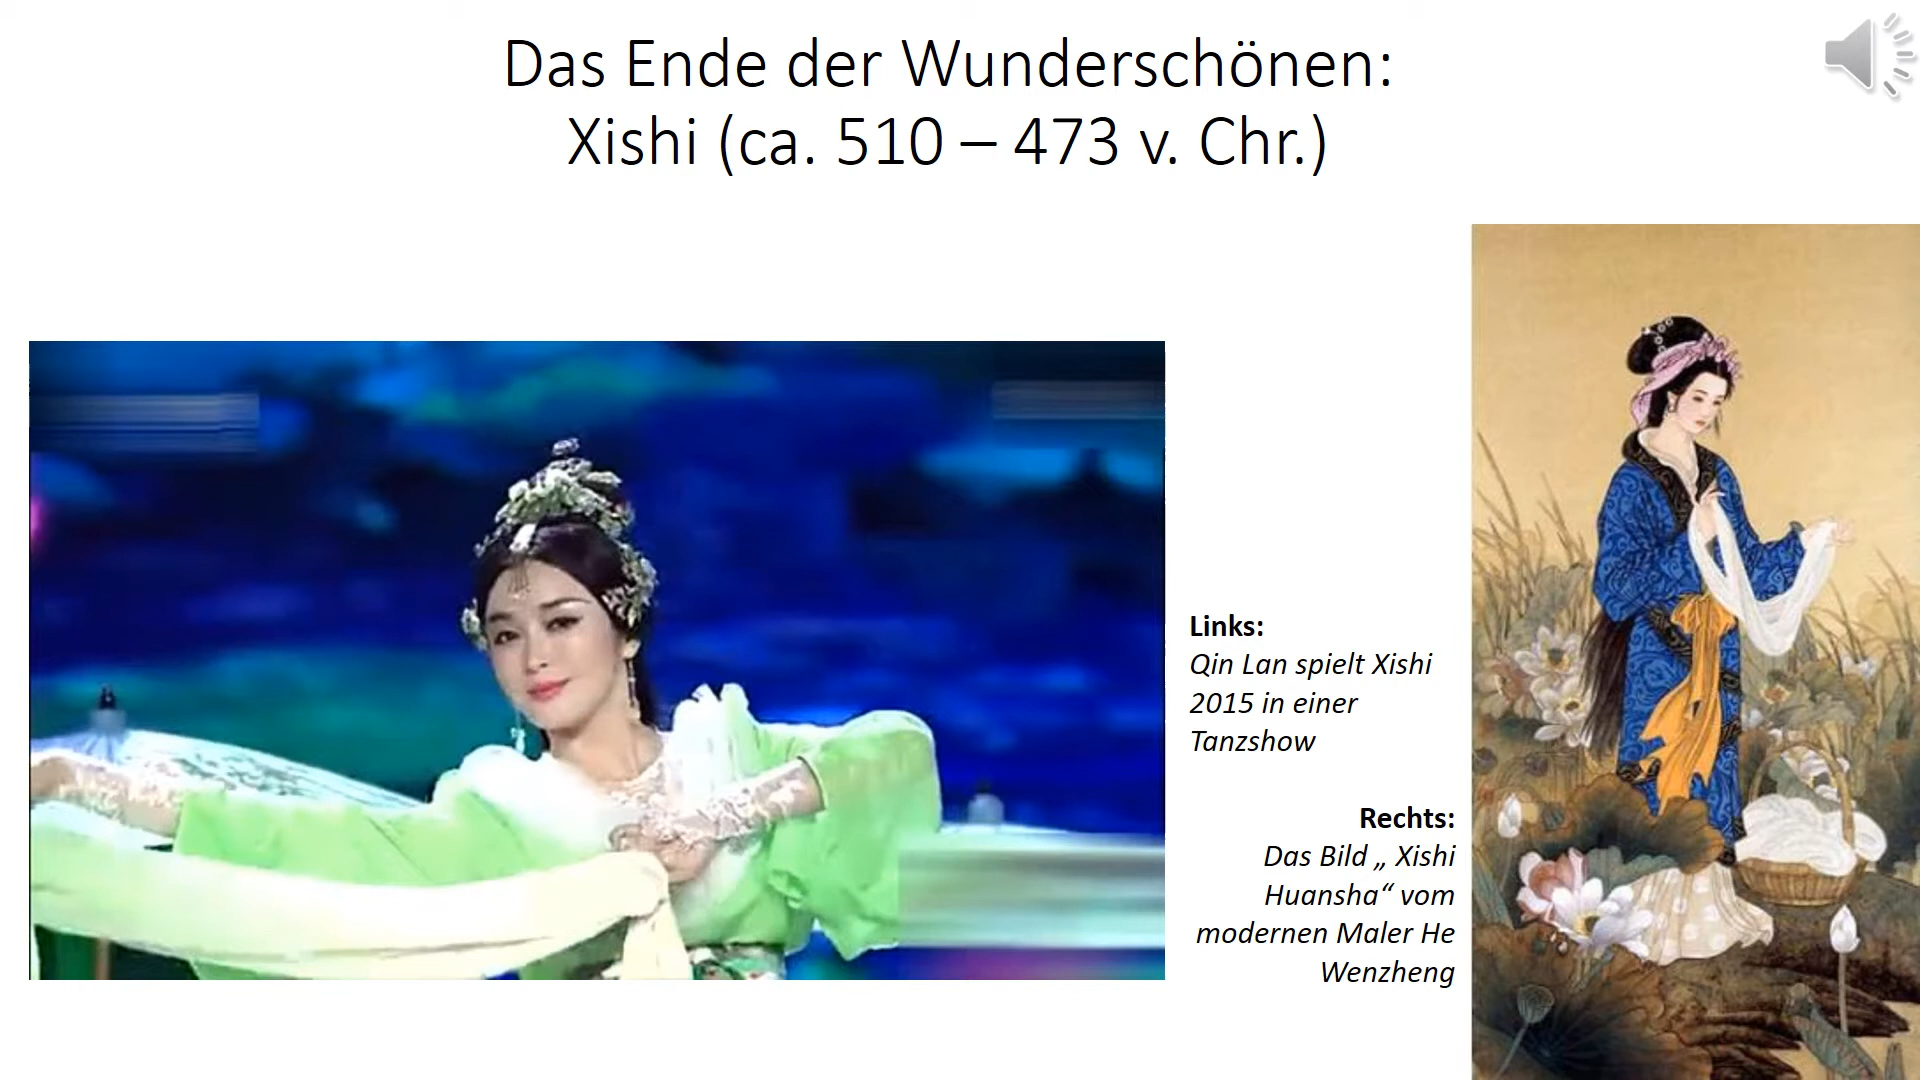 Das Ende der Wunderschönen:
Xishi (ca. 510 – 473 v. Chr.)
Links:
Qin Lan spielt Xishi
2015 in einer
Tanzshow
Rechts:
Das Bild „ Xishi
Huansha“ vom
modernen Maler He
Wenzheng